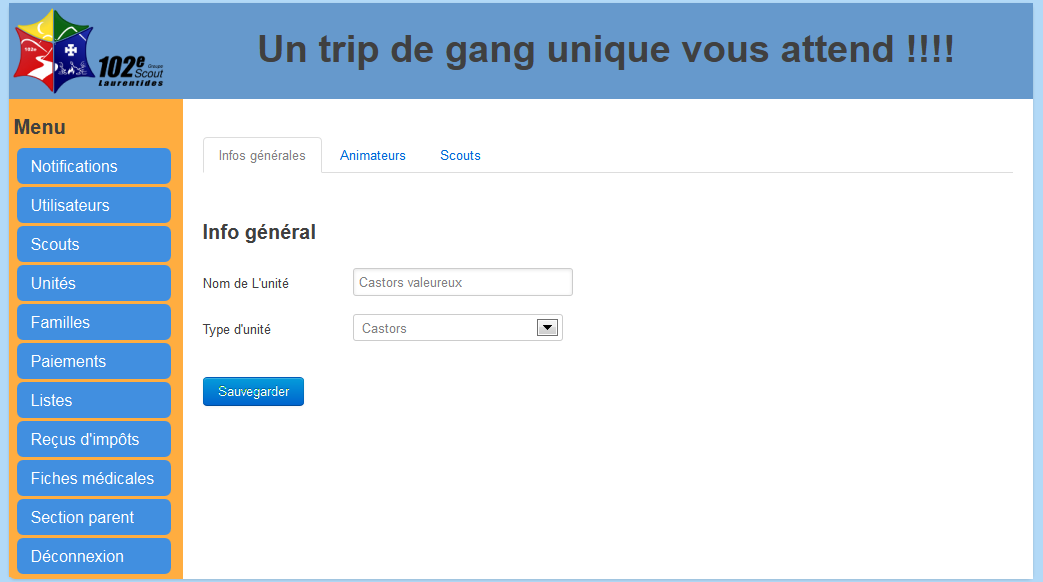 102e
102e Groupe
Scout
Laurentides
Un trip de gang unique vous attend !!!!
Menu
Notifications
Utilisateurs
Scouts
Unités
Familles
Paiements
Listes
Reçus d'impôts
Fiches médicales
Section parent
Déconnexion
Infos générales
Animateurs
Scouts
Info général
Nom de L'unité
Castors valeureux
Type d'unité
Castors
Sauvegarder